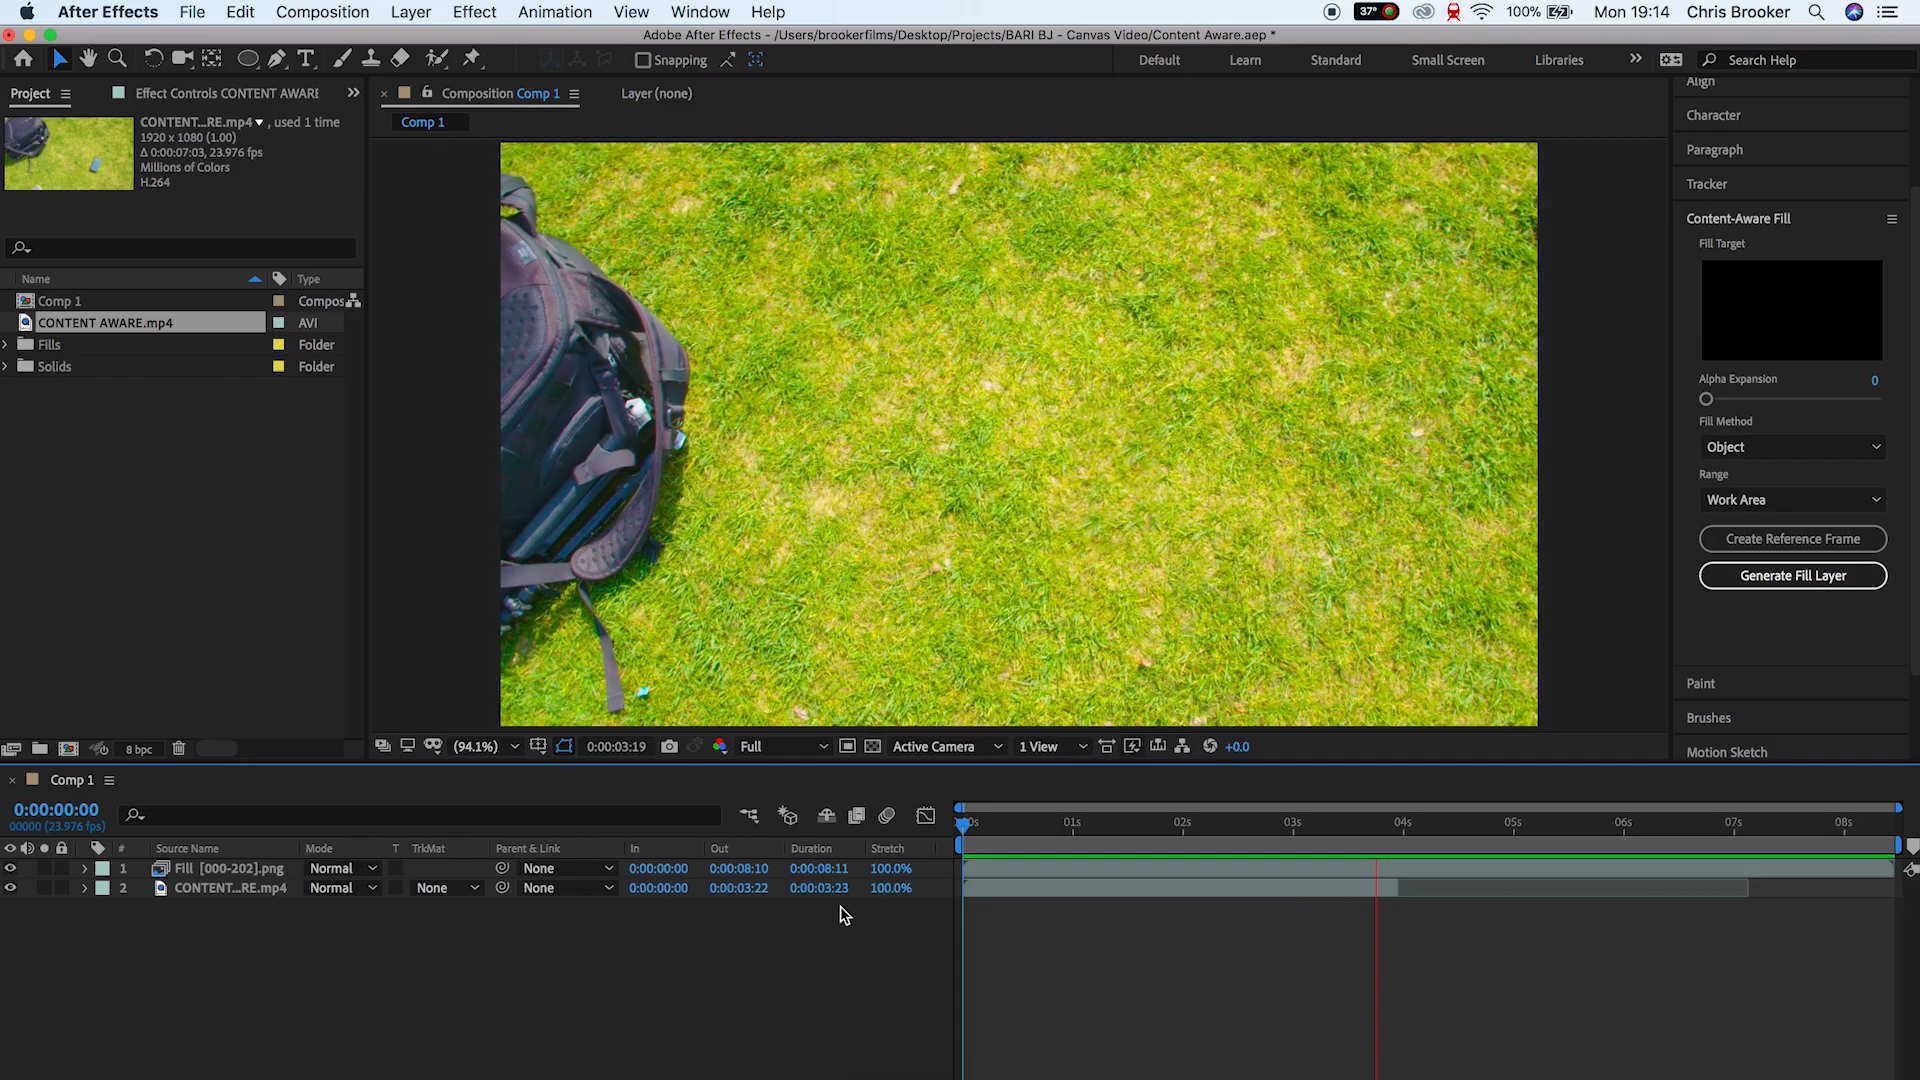 After Effects File Edit Composition Layer Effect Animation View Window Help 37° 100% Mon 19:14 Chris Brooker
Adobe After Effects - /Users/brookerfilms/Desktop/Projects/BARI BJ - Canvas Video/Content Aware.aep *
Snapping Default Learn Standard Small Screen Libraries Search Help
Project Effect Controls CONTENT AWARE Composition Comp 1 Layer (none)
Comp 1
CONTENT...RE.mp4 , used 1 time
1920 x 1080 (1.00)
Δ 0:00:07:03, 23.976 fps
Millions of Colors
H.264
Name Type
Comp 1 Compos
CONTENT AWARE.mp4 AVI
Fills Folder
Solids Folder
8 bpc
Align
Character
Paragraph
Tracker
Content-Aware Fill
Fill Target
Alpha Expansion 0
Fill Method
Object
Range
Work Area
Create Reference Frame
Generate Fill Layer
Paint
Brushes
Motion Sketch
(94.1%) 0:00:03:19 Full Active Camera 1 View +0.0
Comp 1
0:00:00:00
00000 (23.976 fps)
01s 02s 03s 04s 05s 06s 07s 08s
# Source Name Mode T TrkMat Parent & Link In Out Duration Stretch
1 Fill [000-202].png Normal None 0:00:00:00 0:00:08:10 0:00:08:11 100.0%
2 CONTENT...RE.mp4 Normal None None 0:00:00:00 0:00:03:22 0:00:03:23 100.0%